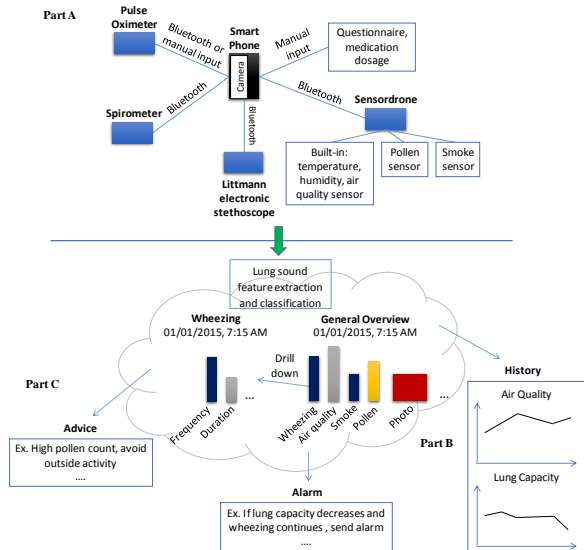 Part A
Pulse
Oximeter
Smart
Phone
Bluetooth or
manual input
Manual
input
Questionnaire,
medication
dosage
Camera
Bluetooth
Bluetooth
Sensordrone
Spirometer
Bluetooth
Built-in:
temperature,
humidity, air
quality sensor
Pollen
sensor
Smoke
sensor
Littmann
electronic
stethoscope
Lung sound
feature extraction
and classification
Wheezing
01/01/2015, 7:15 AM
General Overview
01/01/2015, 7:15 AM
Drill
down
Part C
History
Air Quality
...
...
Frequency
Duration
Wheezing
Air quality
Smoke
Pollen
Photo
Part B
Advice
Ex. High pollen count, avoid
outside activity
....
Lung Capacity
Alarm
Ex. If lung capacity decreases and
wheezing continues , send alarm
....